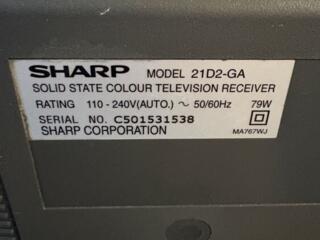 SHARP MODEL 21D2-GA
SOLID STATE COLOUR TELEVISION RECEIVER
RATING 110 - 240V(AUTO.) ~ 50/60Hz 79W
SERIAL NO. C501531538
SHARP CORPORATION MA767WJ